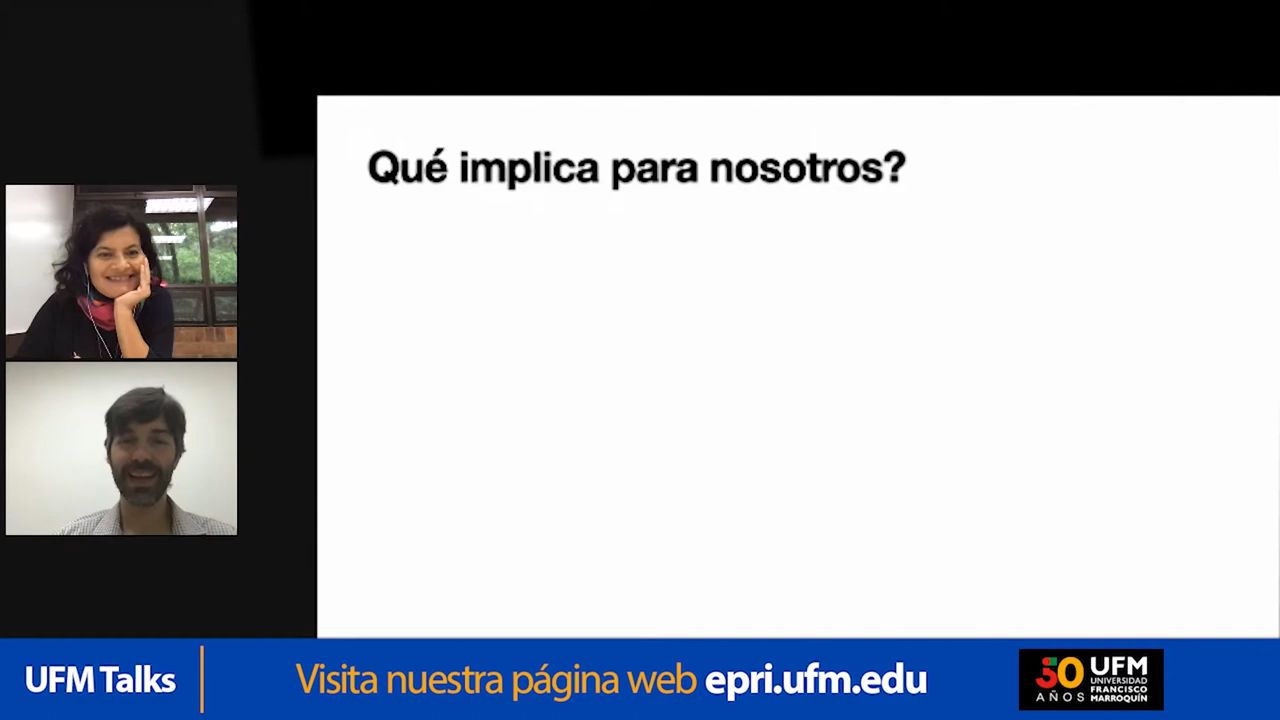 Qué implica para nosotros?
UFM Talks
Visita nuestra página web epri.ufm.edu
50
AÑOS
UFM
UNIVERSIDAD
FRANCISCO
MARROQUÍN